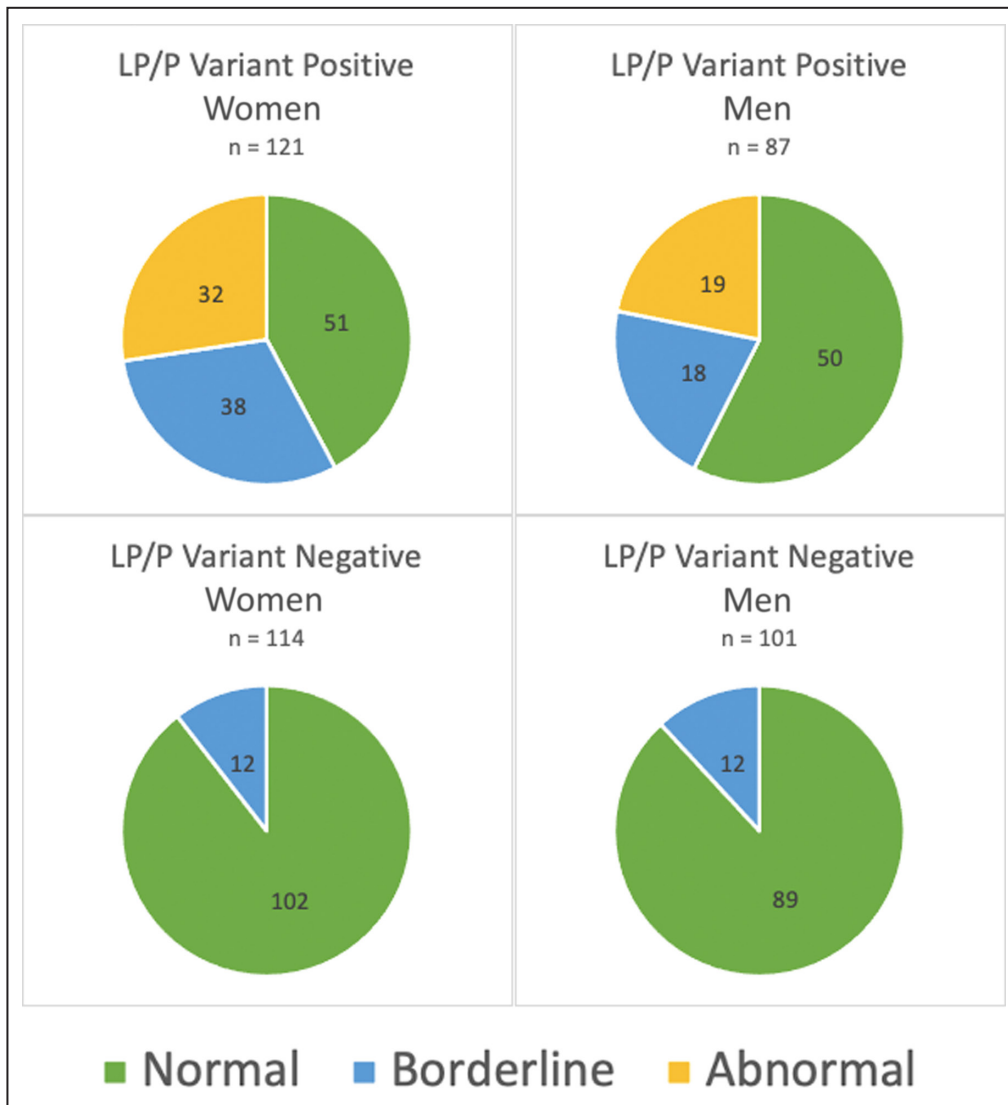 LP/P Variant Positive
Women
n = 121
32
51
38
LP/P Variant Positive
Men
n = 87
19
50
18
LP/P Variant Negative
Women
n = 114
12
102
LP/P Variant Negative
Men
n = 101
12
89
Normal
Borderline
Abnormal